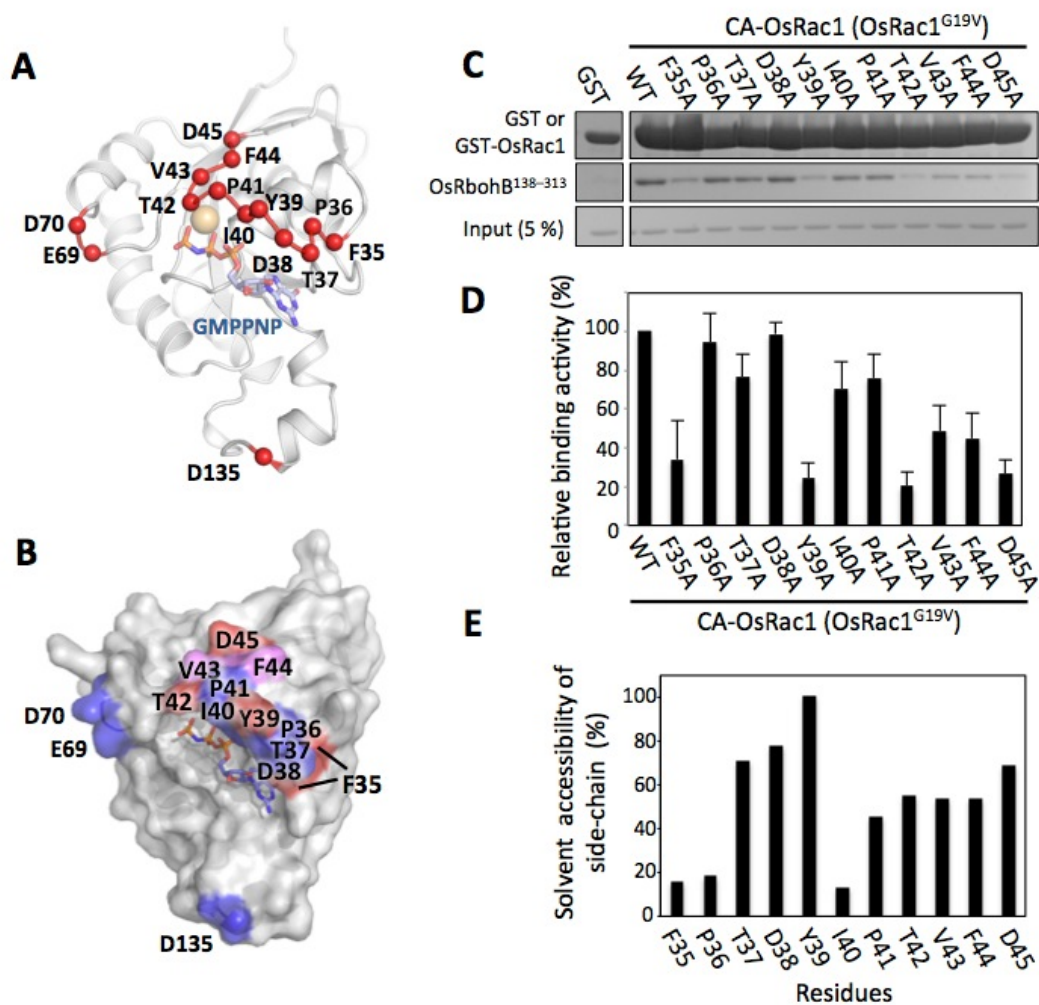 A
D45
F44
V43
P41
T42
Y39
P36
D70
E69
I40
F35
D38
T37
GMPPNP
D135
B
D45
V43
F44
P41
T42
I40
Y39
P36
D70
E69
T37
D38
F35
D135
C
CA-OsRac1 (OsRac1G19V)
GST
WT
F35A
P36A
T37A
D38A
Y39A
I40A
P41A
T42A
V43A
F44A
D45A
GST or
GST-OsRac1
OsRbohB138–313
Input (5 %)
D
Relative binding activity (%)
100
80
60
40
20
0
WT
F35A
P36A
T37A
D38A
Y39A
I40A
P41A
T42A
V43A
F44A
D45A
CA-OsRac1 (OsRac1G19V)
E
Solvent accessibility of
side-chain (%)
100
80
60
40
20
0
F35
P36
T37
D38
Y39
I40
P41
T42
V43
F44
D45
Residues